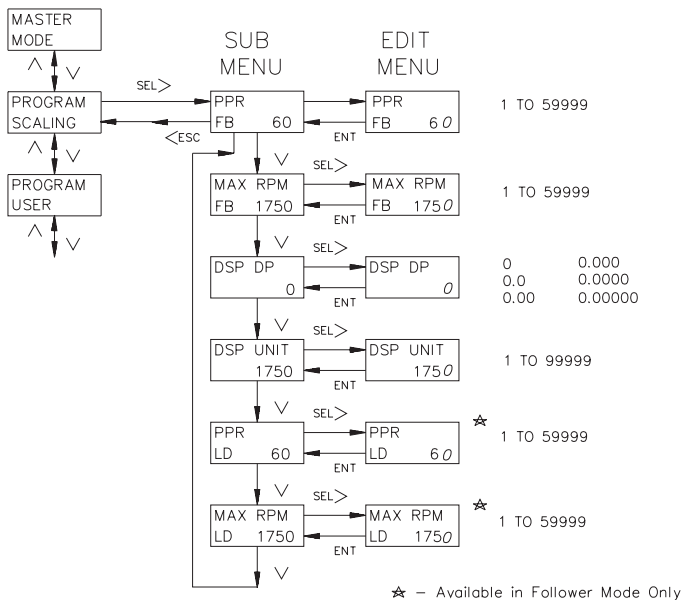 MASTER
MODE
SUB
MENU
EDIT
MENU
∧ ∨
SEL>
PROGRAM
SCALING
PPR
FB 60
PPR
FB 60
1 TO 59999
<ESC
ENT
∧ ∨
∨
SEL>
PROGRAM
USER
MAX RPM
FB 1750
MAX RPM
FB 1750
1 TO 59999
ENT
∧ ∨
∨
SEL>
DSP DP
0
DSP DP
0
0 0.000
0.0 0.0000
0.00 0.00000
ENT
∨
SEL>
DSP UNIT
1750
DSP UNIT
1750
1 TO 99999
ENT
∨
SEL>
PPR
LD 60
PPR
LD 60
☆
1 TO 59999
ENT
∨
SEL>
MAX RPM
LD 1750
MAX RPM
LD 1750
☆
1 TO 59999
ENT
∨
☆ – Available in Follower Mode Only